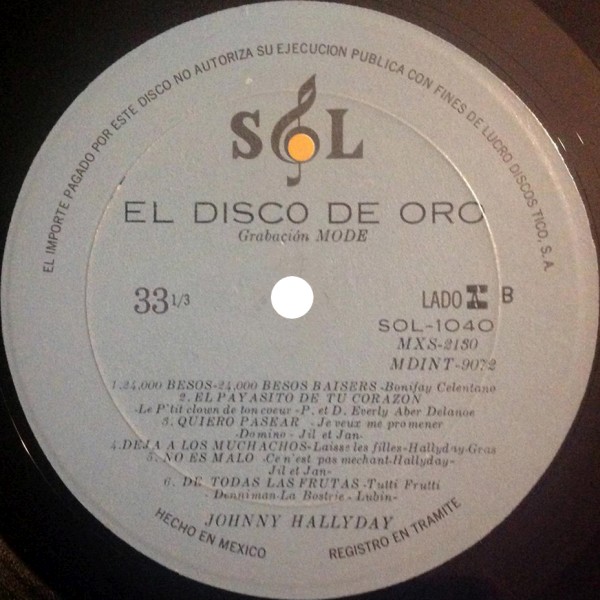 EL IMPORTE PAGADO POR ESTE DISCO NO AUTORIZA SU EJECUCION PUBLICA CON FINES DE LUCRO DISCOS TICO, S.A.
SOL
EL DISCO DE ORO
Grabación MODE
33 1/3
LADO B
SOL-1040
MXS-2130
MDINT-9072
1.24,000 BESOS-24,000 BESOS BAISERS -Bonifay Celentano
2. EL PAYASITO DE TU CORAZON
-Le P'tit clown de ton coeur -P. et D. Everly Aber Delanoe
3. QUIERO PASEAR -Je veux me promener
-Domino - Jil et Jan-
4.DEJA A LOS MUCHACHOS-Laisse les filles-Hallyday-Gras
5. NO ES MALO -Ce n'est pas mechant-Hallyday-
Jil et Jan-
6. DE TODAS LAS FRUTAS -Tutti Frutti
- Denniman-La Bostrie - Lubin-
JOHNNY HALLYDAY
HECHO EN MEXICO
REGISTRO EN TRAMITE